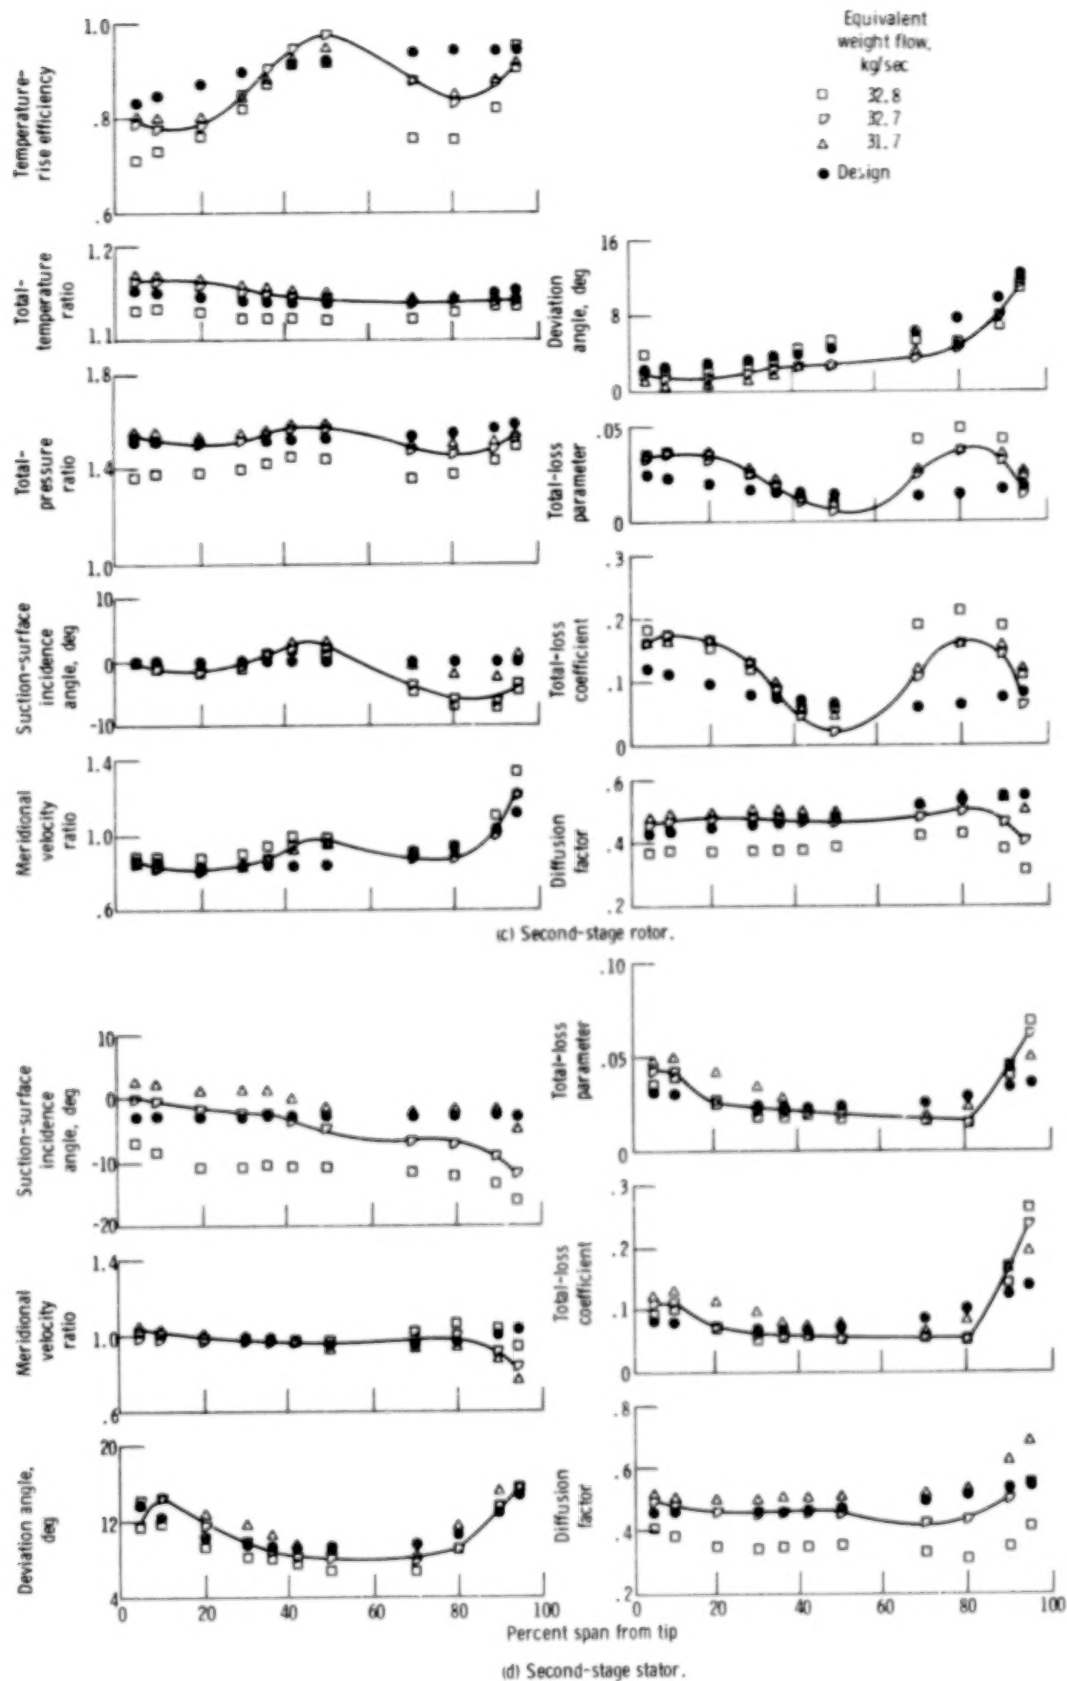 Equivalent
weight flow,
kg/sec
□ 32.8
32.7
△ 31.7
● Design
Temperature-
rise efficiency
1.0
.8
.6
Total-
temperature
ratio
1.2
1.1
Total-
pressure
ratio
1.8
1.4
1.0
Suction-surface
incidence
angle, deg
10
0
-10
Meridional
velocity
ratio
1.4
1.0
.6
Deviation
angle, deg
16
8
0
Total-loss
parameter
.05
0
Total-loss
coefficient
.3
.2
.1
0
Diffusion
factor
.6
.4
.2
(c) Second-stage rotor.
Suction-surface
incidence
angle, deg
10
0
-10
-20
Meridional
velocity
ratio
1.4
1.0
.6
Deviation angle,
deg
20
12
4
0 20 40 60 80 100
Total-loss
parameter
.10
.05
0
Total-loss
coefficient
.3
.2
.1
0
Diffusion
factor
.8
.6
.4
.2
0 20 40 60 80 100
Percent span from tip
(d) Second-stage stator.